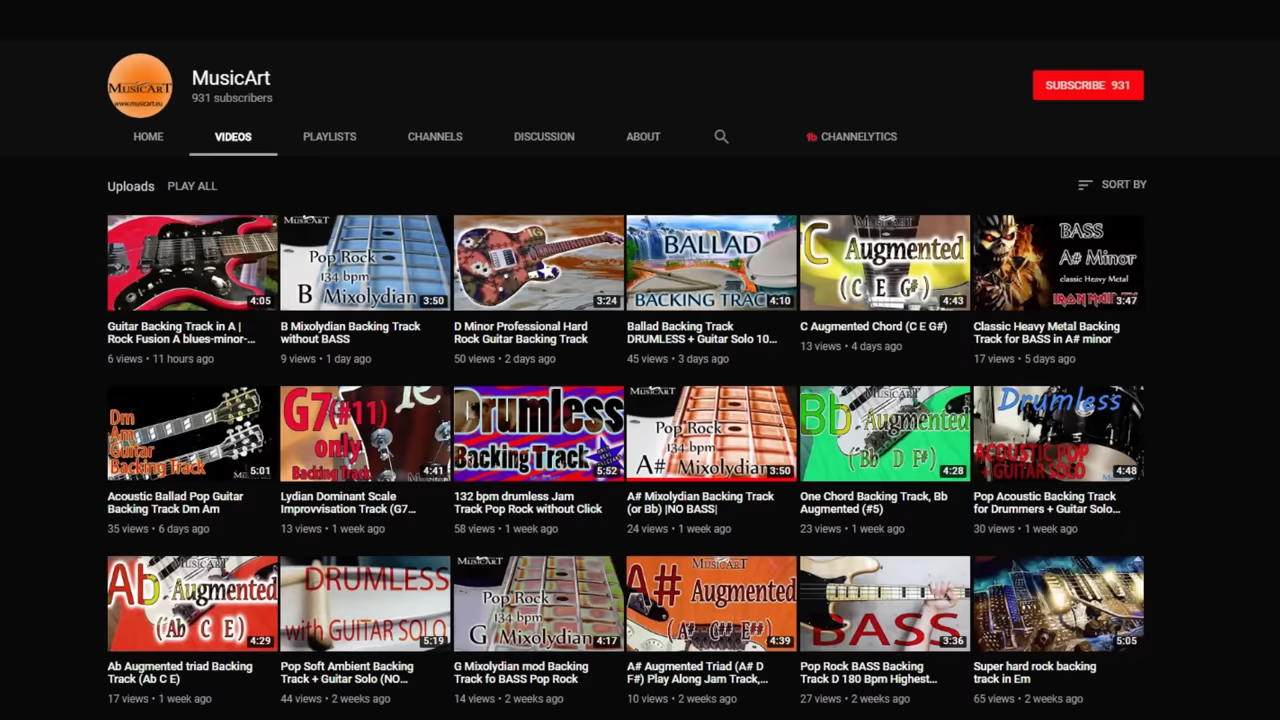 MUSICART
www.musicart.eu
MusicArt
931 subscribers
SUBSCRIBE 931
HOME
VIDEOS
PLAYLISTS
CHANNELS
DISCUSSION
ABOUT
CHANNELYTICS
Uploads
PLAY ALL
SORT BY
4:05
MUSICART
Pop Rock
134 bpm
B Mixolydian
3:50
3:24
BALLAD
BACKING TRAC
4:10
MUSICART
C Augmented
(C E G#)
4:43
BASS
A# Minor
classic Heavy Metal
IRON MAI
3:47
Guitar Backing Track in A |
Rock Fusion A blues-minor-...
6 views • 11 hours ago
B Mixolydian Backing Track
without BASS
9 views • 1 day ago
D Minor Professional Hard
Rock Guitar Backing Track
50 views • 2 days ago
Ballad Backing Track
DRUMLESS + Guitar Solo 10...
45 views • 3 days ago
C Augmented Chord (C E G#)
13 views • 4 days ago
Classic Heavy Metal Backing
Track for BASS in A# minor
17 views • 5 days ago
Dm
Am
Guitar
Backing Track
5:01
G7(#11)
only
Backing Track
4:41
Drumless
Backing Track
5:52
MUSICART
Pop Rock
134 bpm
A# Mixolydian
3:50
MUSICART
Bb Augmented
(Bb D F#)
4:28
Drumless
ACOUSTIC POP
+ GUITAR SOLO
4:48
Acoustic Ballad Pop Guitar
Backing Track Dm Am
35 views • 6 days ago
Lydian Dominant Scale
Improvvisation Track (G7...
13 views • 1 week ago
132 bpm drumless Jam
Track Pop Rock without Click
58 views • 1 week ago
A# Mixolydian Backing Track
(or Bb) |NO BASS|
24 views • 1 week ago
One Chord Backing Track, Bb
Augmented (#5)
23 views • 1 week ago
Pop Acoustic Backing Track
for Drummers + Guitar Solo...
30 views • 1 week ago
MUSICART
Ab Augmented
(Ab C E)
4:29
DRUMLESS
with GUITAR SOLO
5:19
MUSICART
Pop Rock
134 bpm
G Mixolydian
4:17
MUSICART
A# Augmented
(A# C## E##)
4:39
BASS
3:36
5:05
Ab Augmented triad Backing
Track (Ab C E)
17 views • 1 week ago
Pop Soft Ambient Backing
Track + Guitar Solo (NO...
44 views • 2 weeks ago
G Mixolydian mod Backing
Track fo BASS Pop Rock
14 views • 2 weeks ago
A# Augmented Triad (A# D
F#) Play Along Jam Track,...
10 views • 2 weeks ago
Pop Rock BASS Backing
Track D 180 Bpm Highest...
27 views • 2 weeks ago
Super hard rock backing
track in Em
65 views • 2 weeks ago